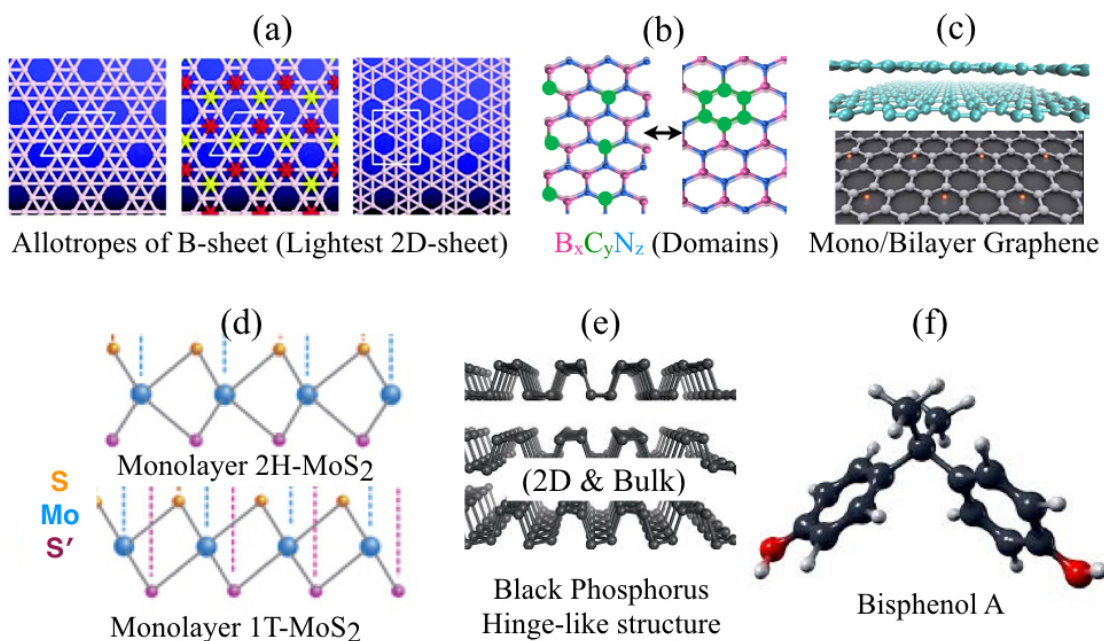 (a)
(b)
(c)
Allotropes of B-sheet (Lightest 2D-sheet)
BₓCᵧN_z (Domains)
Mono/Bilayer Graphene
(d)
(e)
(f)
Monolayer 2H-MoS₂
S
Mo
S′
Monolayer 1T-MoS₂
(2D & Bulk)
Black Phosphorus
Hinge-like structure
Bisphenol A